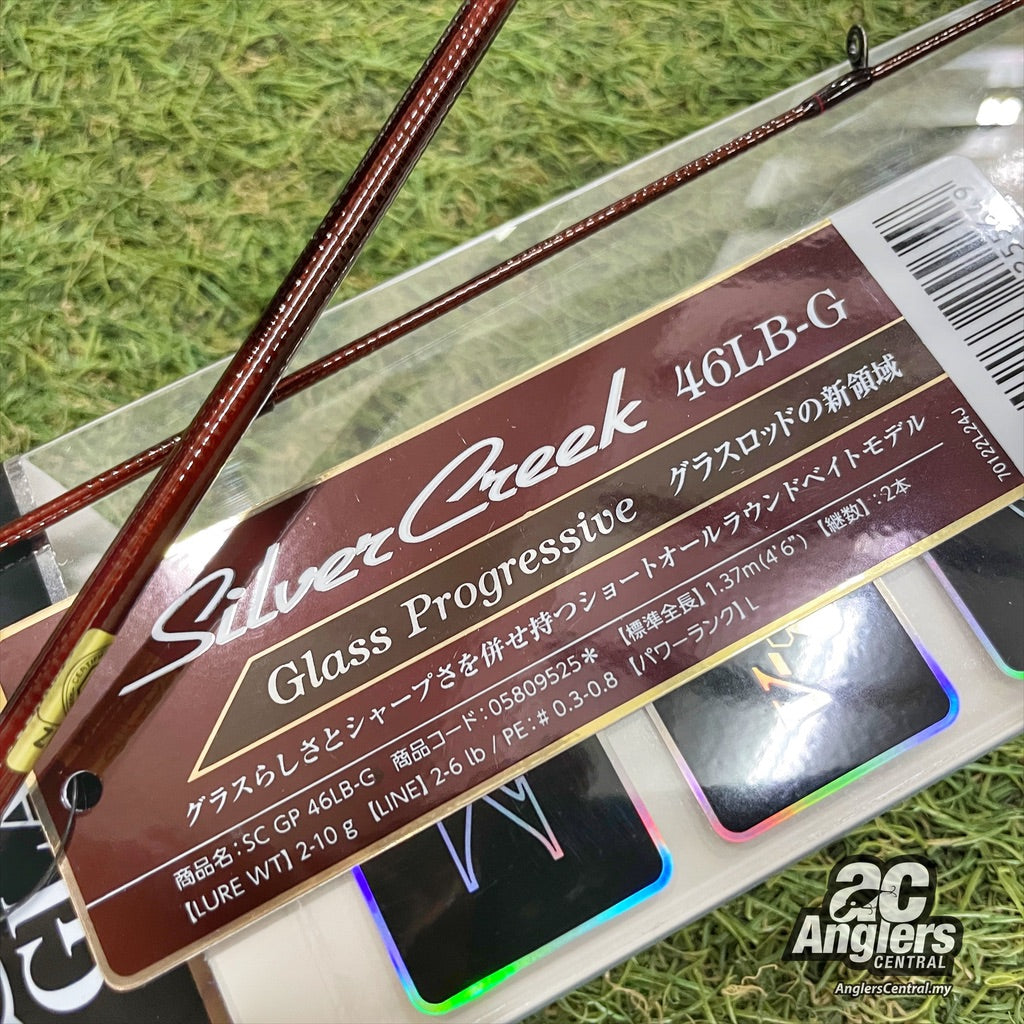 Silver Creek 46LB-G
Glass Progressive グラスロッドの新領域
グラスらしさとシャープさを併せ持つショートオールラウンドベイトモデル
商品名：SC GP 46LB-G 商品コード：05809525＊ 【標準全長】1.37m(4'6") 【継数】：2本
【LURE WT】2-10 g 【LINE】2-6 lb / PE：# 0.3-0.8 【パワーランク】L
70122L24J
ac
Anglers
CENTRAL
AnglersCentral.my